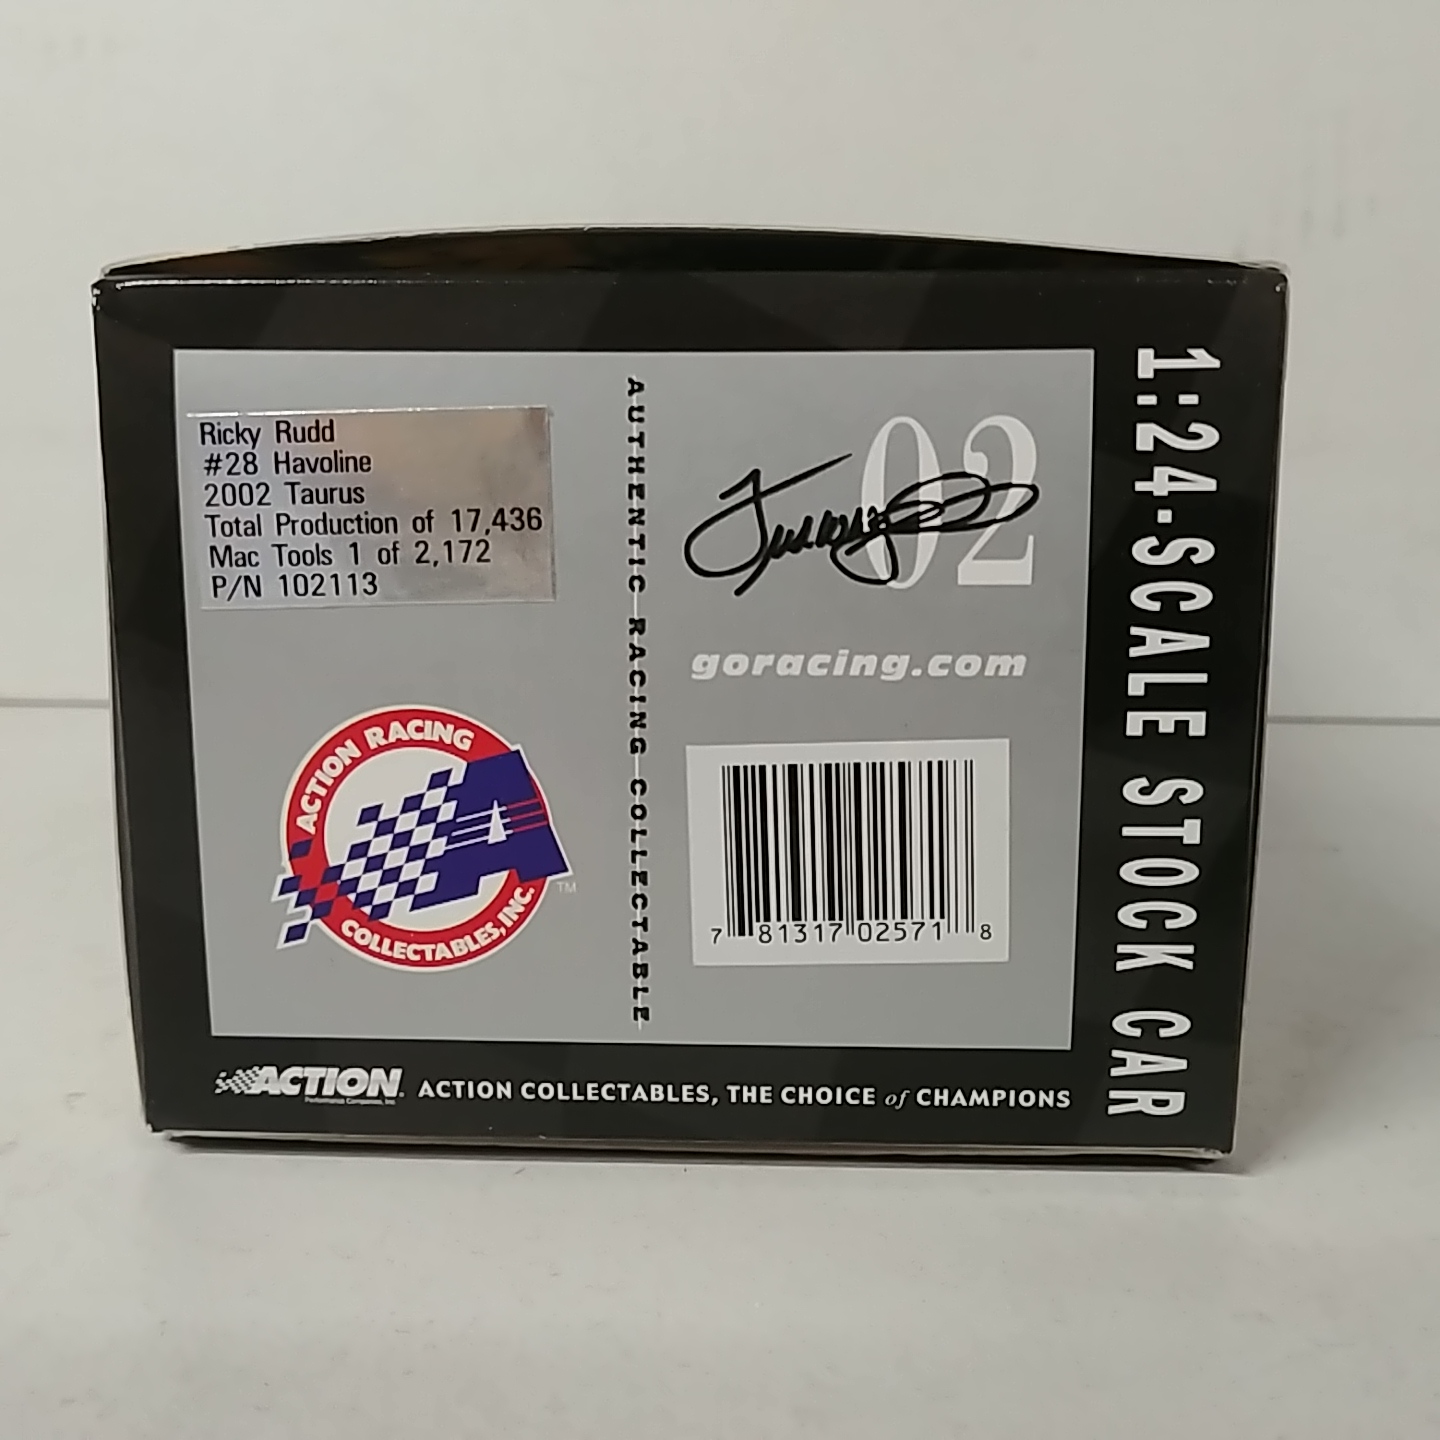 Ricky Rudd
#28 Havoline
2002 Taurus
Total Production of 17,436
Mac Tools 1 of 2,172
P/N 102113
ACTION RACING
COLLECTABLES, INC.
TM
AUTHENTIC RACING COLLECTABLE
02
goracing.com
7 81317 02571 8
1:24-SCALE STOCK CAR
ACTION
ACTION COLLECTABLES, THE CHOICE of CHAMPIONS